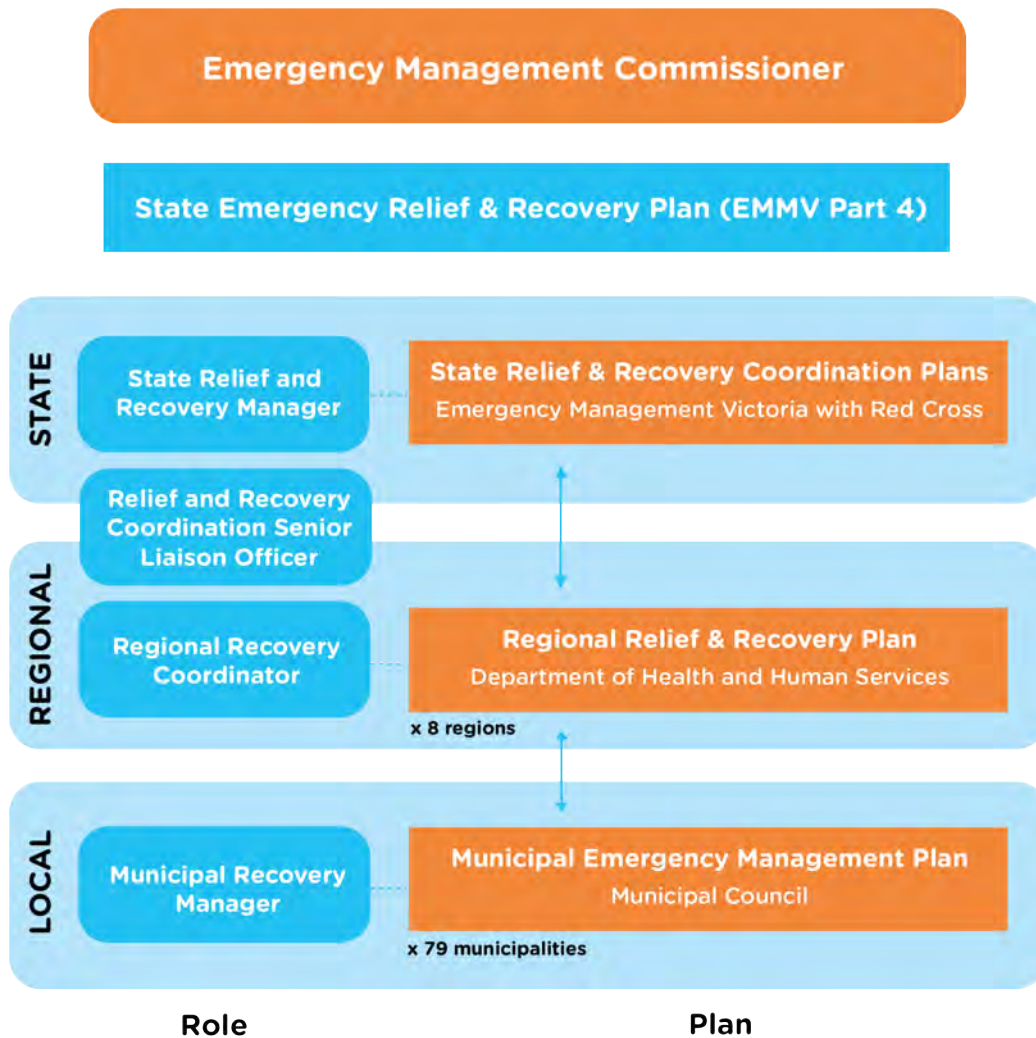 Emergency Management Commissioner
State Emergency Relief & Recovery Plan (EMMV Part 4)
STATE
State Relief and
Recovery Manager
State Relief & Recovery Coordination Plans
Emergency Management Victoria with Red Cross
Relief and Recovery
Coordination Senior
Liaison Officer
REGIONAL
Regional Recovery
Coordinator
Regional Relief & Recovery Plan
Department of Health and Human Services
x 8 regions
LOCAL
Municipal Recovery
Manager
Municipal Emergency Management Plan
Municipal Council
x 79 municipalities
Role
Plan